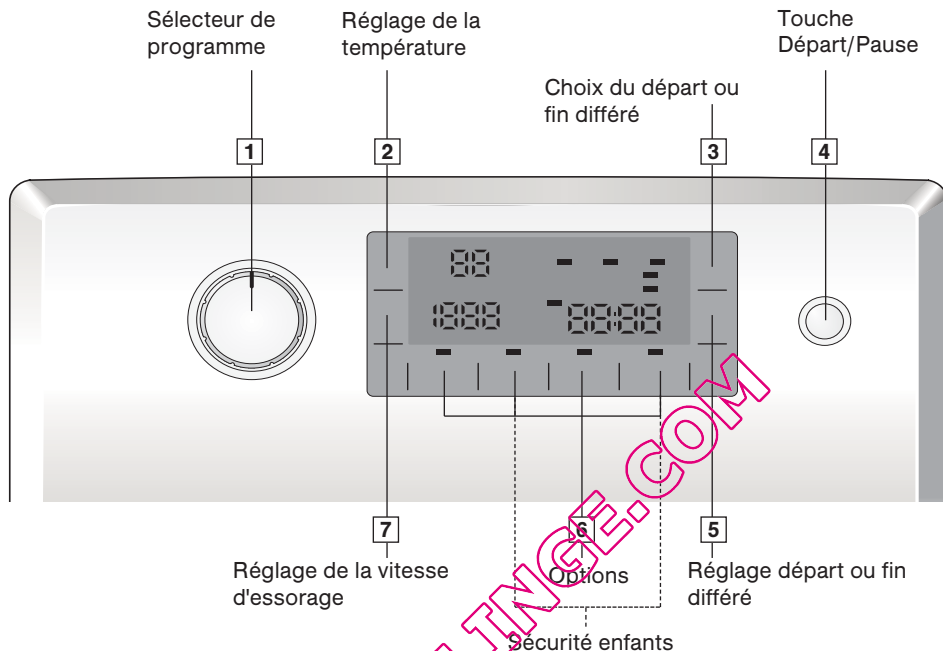 Sélecteur de
programme
Réglage de la
température
Touche
Départ/Pause
Choix du départ ou
fin différé
1
2
3
4
88
1888
88:88
7
6
5
Réglage de la vitesse
d'essorage
Options
Réglage départ ou fin
différé
Sécurité enfants
LINGE.COM